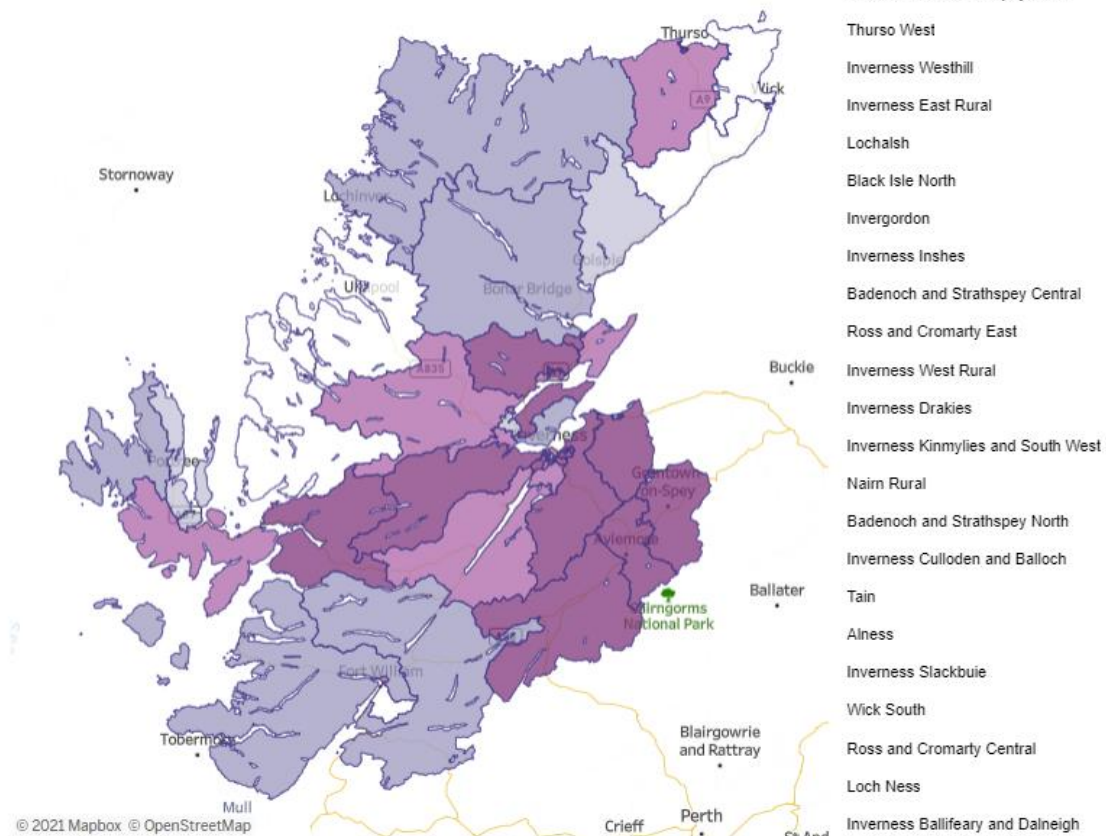 Thurso
Wick
A9
Stornoway
Lochinver
Golspie
Ullapool
Bonar Bridge
A835
Buckie
Inverness
Portree
Grantown
-on-Spey
Aviemore
Ballater
Cairngorms
National Park
Fort William
Tobermory
Blairgowrie
and Rattray
Mull
Crieff
Perth
© 2021 Mapbox © OpenStreetMap
Thurso West
Inverness Westhill
Inverness East Rural
Lochalsh
Black Isle North
Invergordon
Inverness Inshes
Badenoch and Strathspey Central
Ross and Cromarty East
Inverness West Rural
Inverness Drakies
Inverness Kinmylies and South West
Nairn Rural
Badenoch and Strathspey North
Inverness Culloden and Balloch
Tain
Alness
Inverness Slackbuie
Wick South
Ross and Cromarty Central
Loch Ness
Inverness Ballifeary and Dalneigh